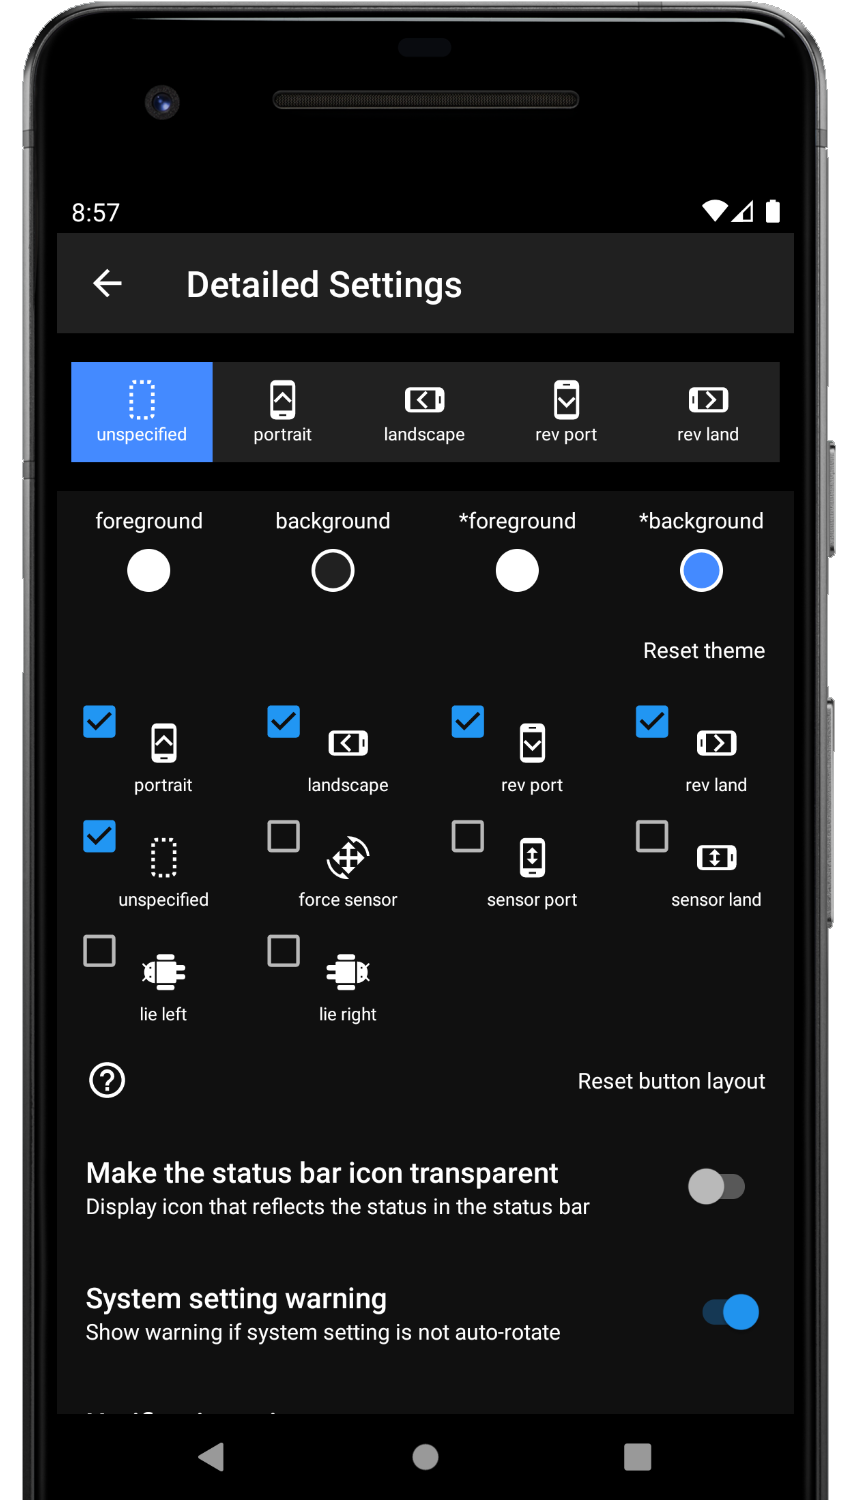 8:57
Detailed Settings
unspecified portrait landscape rev port rev land
foreground background *foreground *background
Reset theme
portrait landscape rev port rev land
unspecified force sensor sensor port sensor land
lie left lie right
Reset button layout
Make the status bar icon transparent
Display icon that reflects the status in the status bar
System setting warning
Show warning if system setting is not auto-rotate